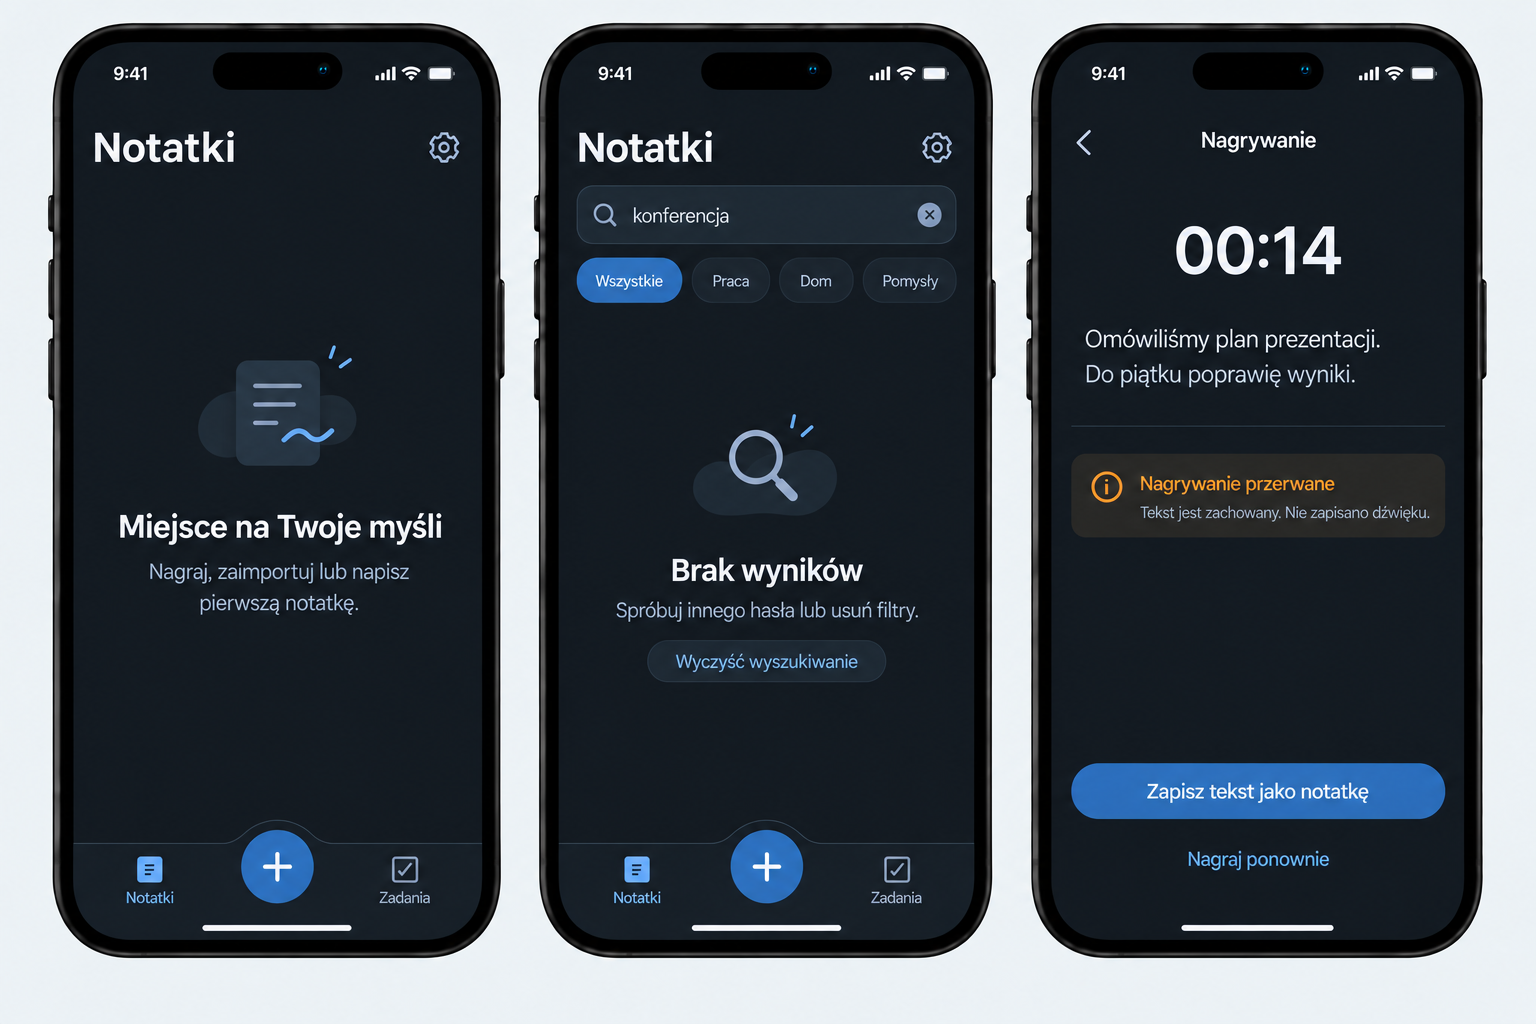 9:41
Notatki
Miejsce na Twoje myśli
Nagraj, zaimportuj lub napisz
pierwszą notatkę.
Notatki
Zadania
9:41
Notatki
konferencja
Wszystkie
Praca
Dom
Pomysły
Brak wyników
Spróbuj innego hasła lub usuń filtry.
Wyczyść wyszukiwanie
Notatki
Zadania
9:41
Nagrywanie
00:14
Omówiliśmy plan prezentacji.
Do piątku poprawię wyniki.
Nagrywanie przerwane
Tekst jest zachowany. Nie zapisano dźwięku.
Zapisz tekst jako notatkę
Nagraj ponownie